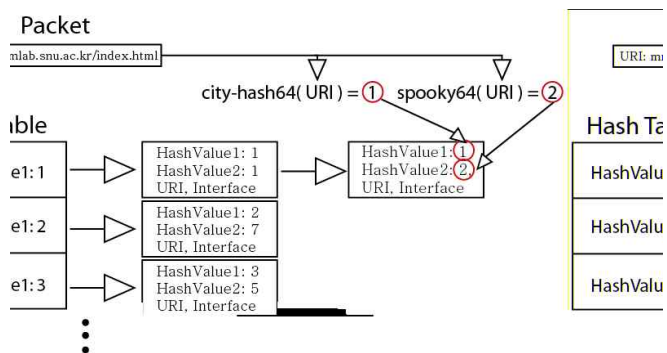 Packet
mlab.snu.ac.kr/index.html
URI: m
city-hash64( URI ) = 1 spooky64( URI ) = 2
able
Hash Ta
e1: 1
HashValue1: 1
HashValue2: 1
URI, Interface
HashValue1: 1
HashValue2: 2,
URI, Interface
HashValu
e1: 2
HashValue1: 2
HashValue2: 7
URI, Interface
HashValu
e1: 3
HashValue1: 3
HashValue2: 5
URI, Interface
HashValu